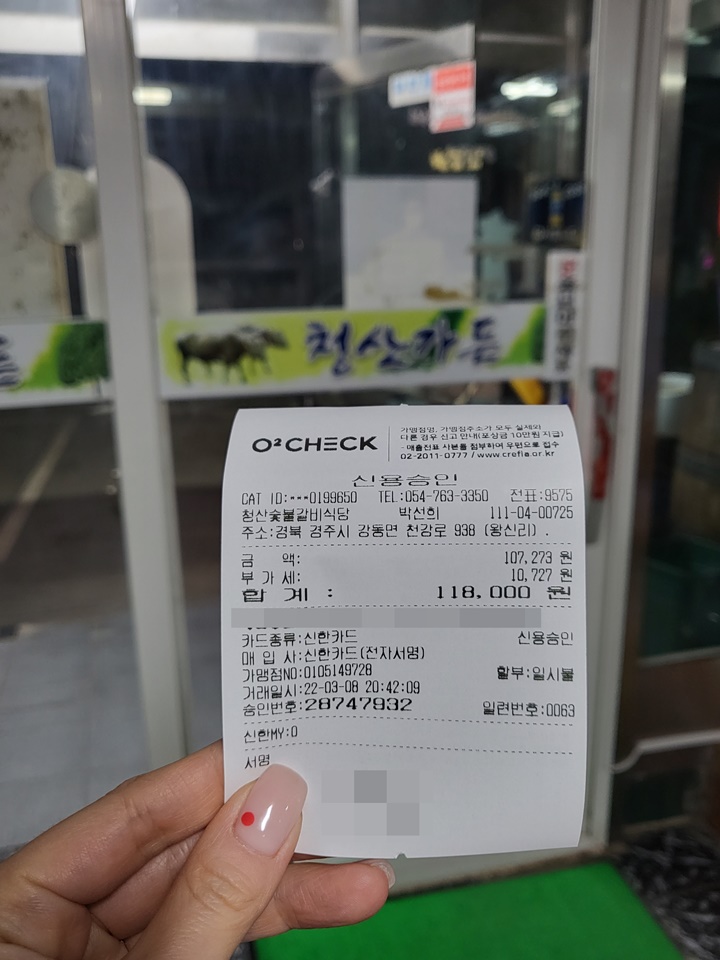 청산가든
O²CHECK
가맹점명, 가맹점주소가 모두 실제와
다른 경우 신고 안내(포상금 10만원 지급)
· 매출전표 사본을 첨부하여 우편으로 접수
02-2011-0777 / www.crefia.or.kr
신용승인
CAT ID:***0199650 TEL:054-763-3350 전표:9575
청산숯불갈비식당 박선희 111-04-00725
주소:경북 경주시 강동면 천강로 938 (왕신리) .
금 액: 107,273 원
부 가 세: 10,727 원
합 계 : 118,000 원
카드종류:신한카드 신용승인
매 입 사:신한카드(전자서명)
가맹점NO:0105149728 할부:일시불
거래일시:22-03-08 20:42:09
승인번호:28747932 일련번호:0063
신한MY:0
서명